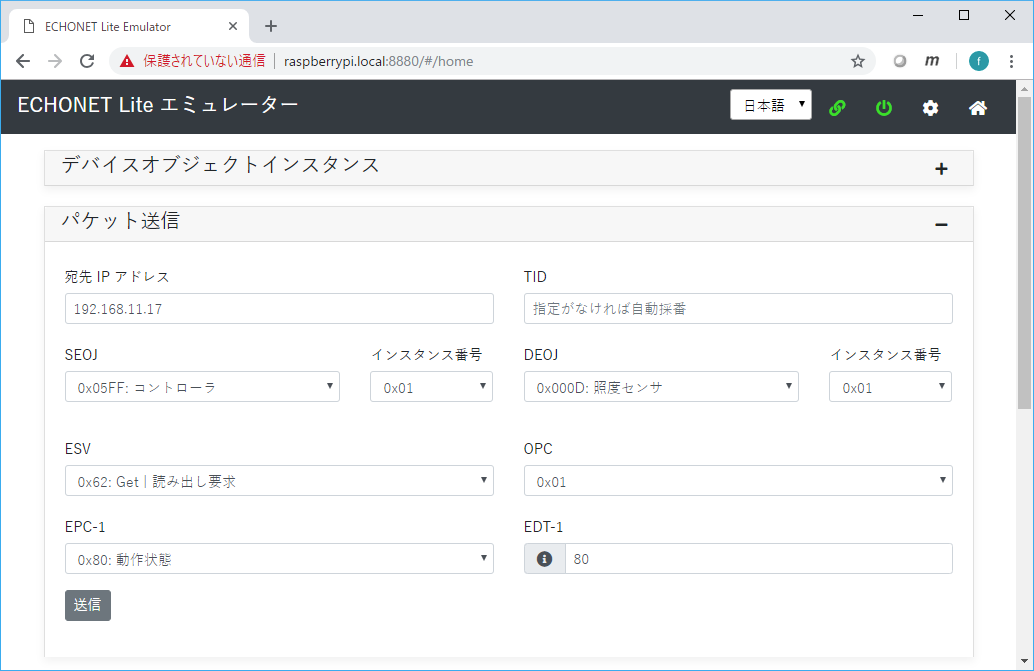 ECHONET Lite Emulator
保護されていない通信 | raspberrypi.local:8880/#/home
m
f
ECHONET Lite エミュレーター
日本語
デバイスオブジェクトインスタンス
パケット送信
宛先 IP アドレス
TID
192.168.11.17
指定がなければ自動採番
SEOJ
インスタンス番号
DEOJ
インスタンス番号
0x05FF: コントローラ
0x01
0x000D: 照度センサ
0x01
ESV
OPC
0x62: Get | 読み出し要求
0x01
EPC-1
EDT-1
0x80: 動作状態
80
送信